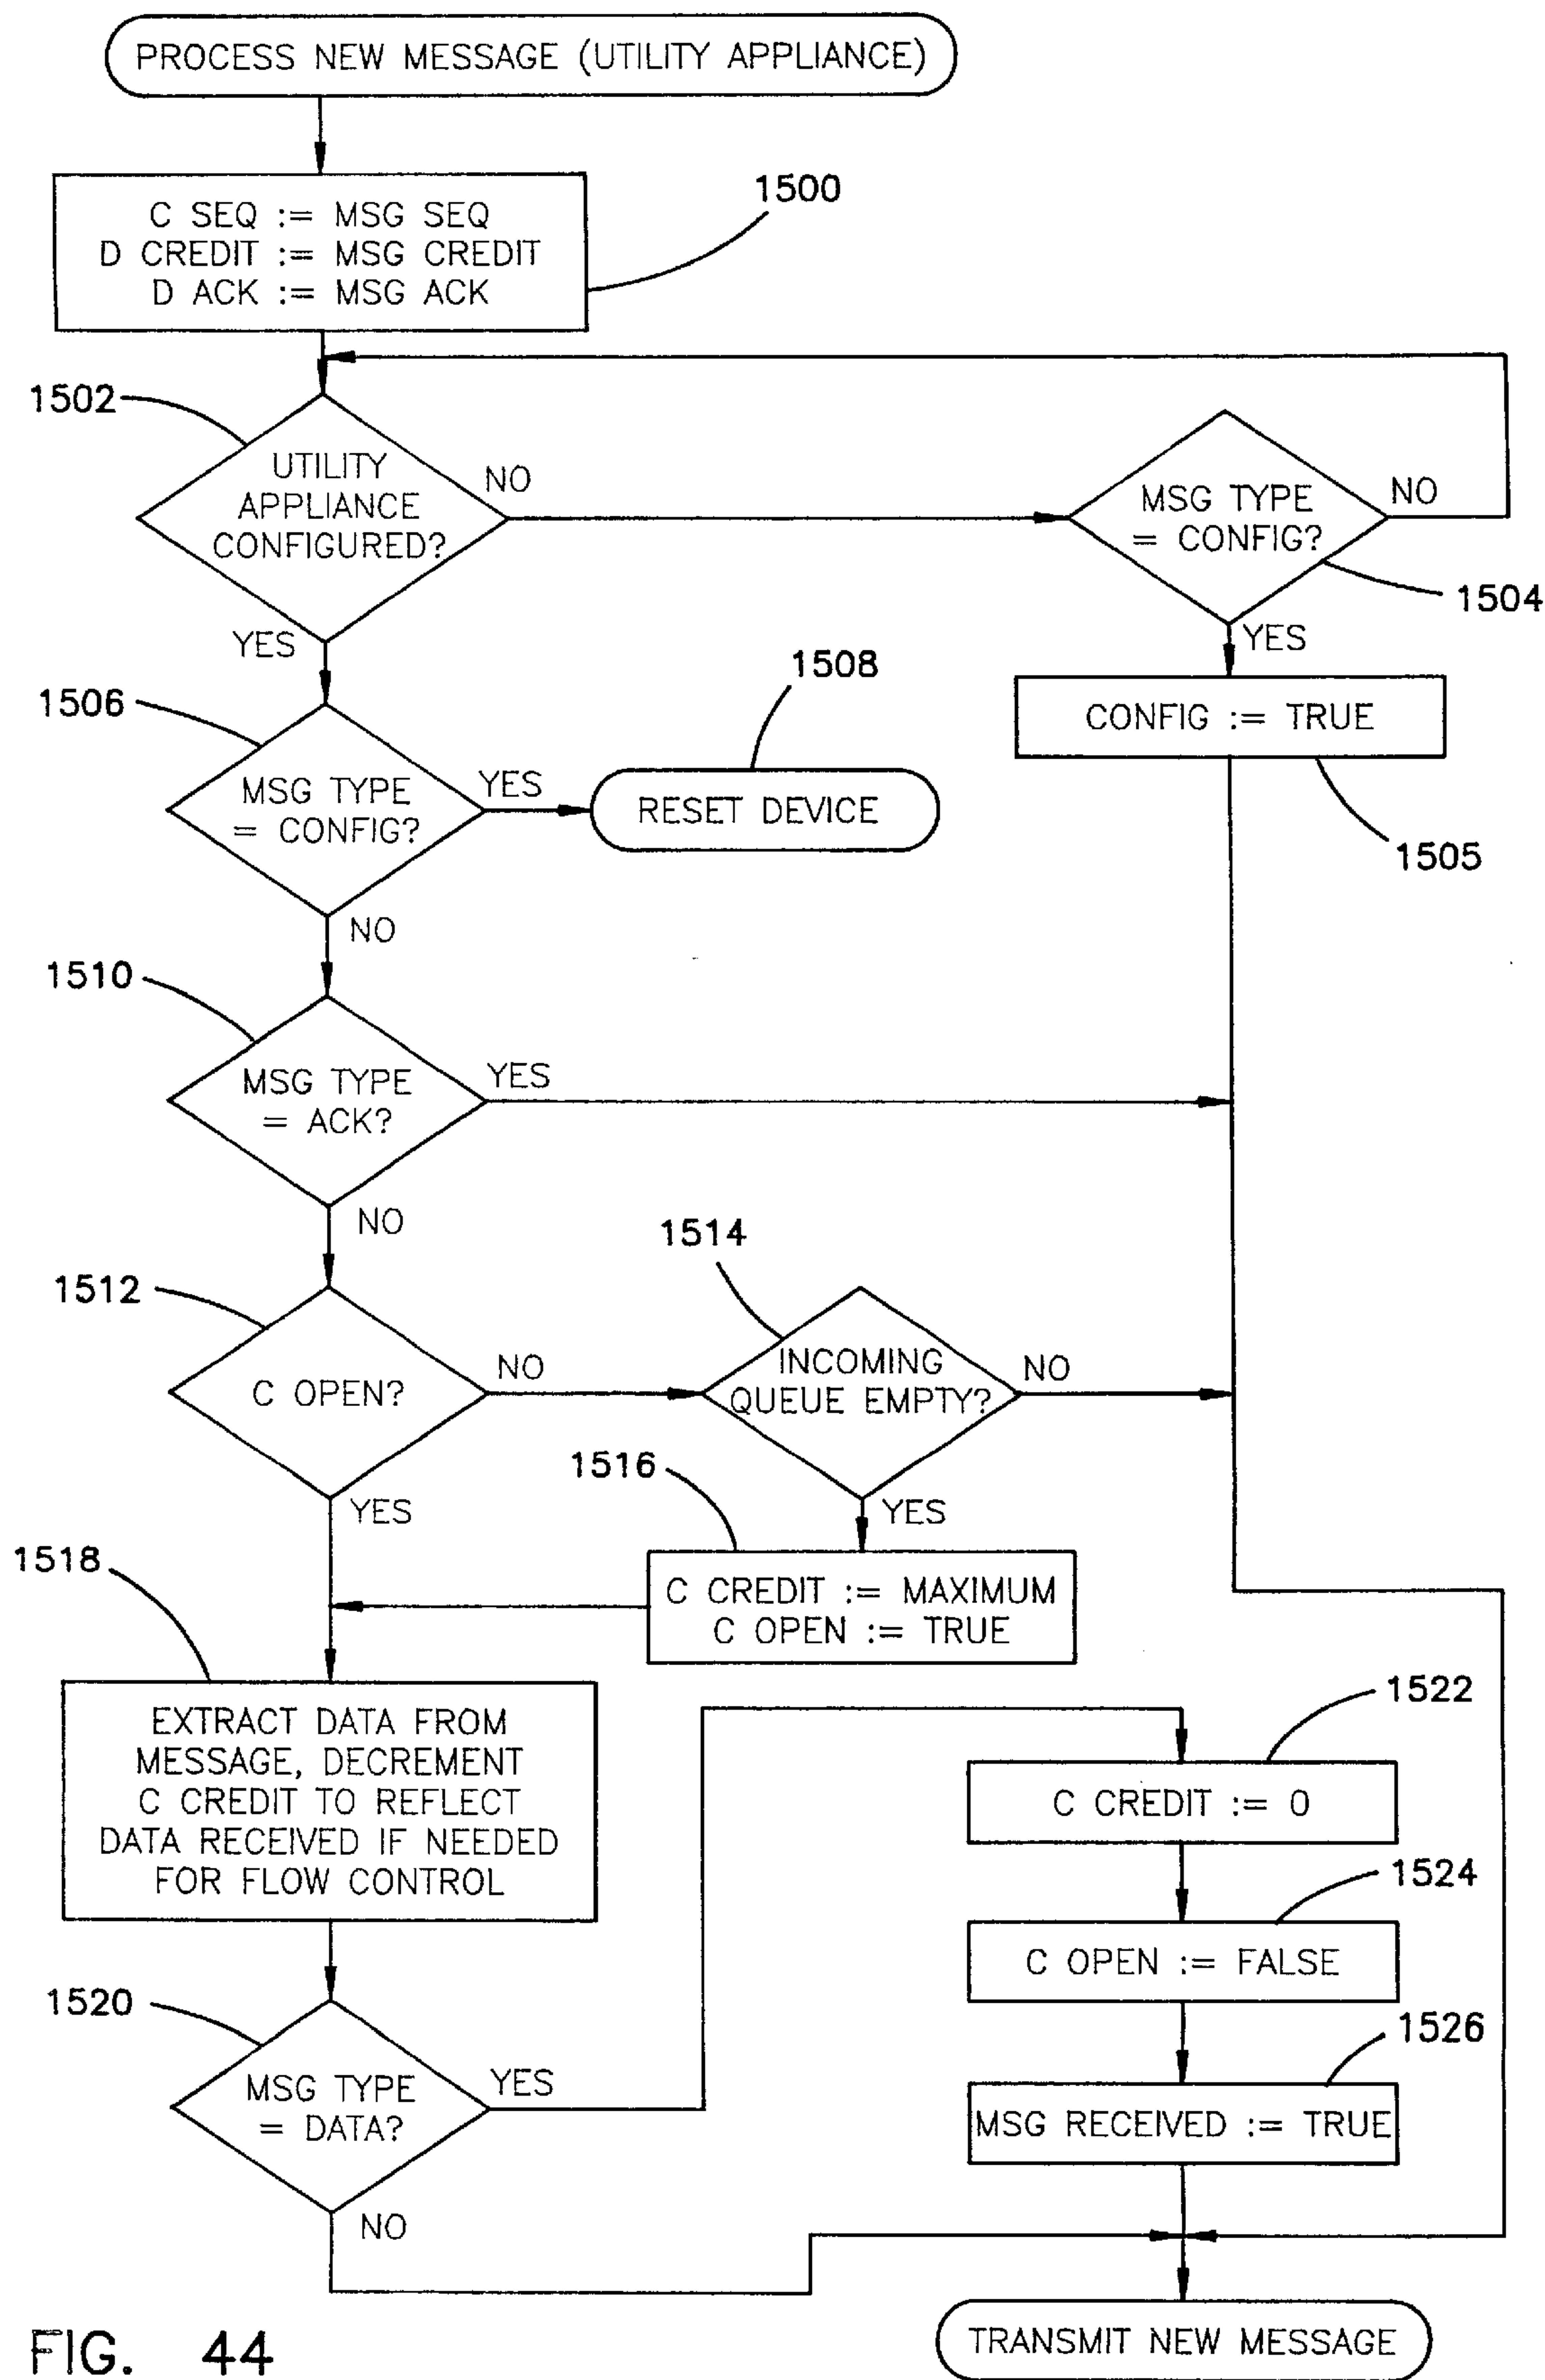 PROCESS NEW MESSAGE (UTILITY APPLIANCE)
1500
C SEQ := MSG SEQ
D CREDIT := MSG CREDIT
D ACK := MSG ACK
1502
UTILITY
APPLIANCE
CONFIGURED?
NO
YES
MSG TYPE
= CONFIG?
NO
1504
YES
CONFIG := TRUE
1505
1506
MSG TYPE
= CONFIG?
YES
1508
RESET DEVICE
NO
1510
MSG TYPE
= ACK?
YES
NO
1512
C OPEN?
NO
1514
INCOMING
QUEUE EMPTY?
NO
YES
YES
1516
C CREDIT := MAXIMUM
C OPEN := TRUE
1518
EXTRACT DATA FROM
MESSAGE, DECREMENT
C CREDIT TO REFLECT
DATA RECEIVED IF NEEDED
FOR FLOW CONTROL
1520
MSG TYPE
= DATA?
YES
NO
1522
C CREDIT := 0
1524
C OPEN := FALSE
1526
MSG RECEIVED := TRUE
TRANSMIT NEW MESSAGE
FIG. 44